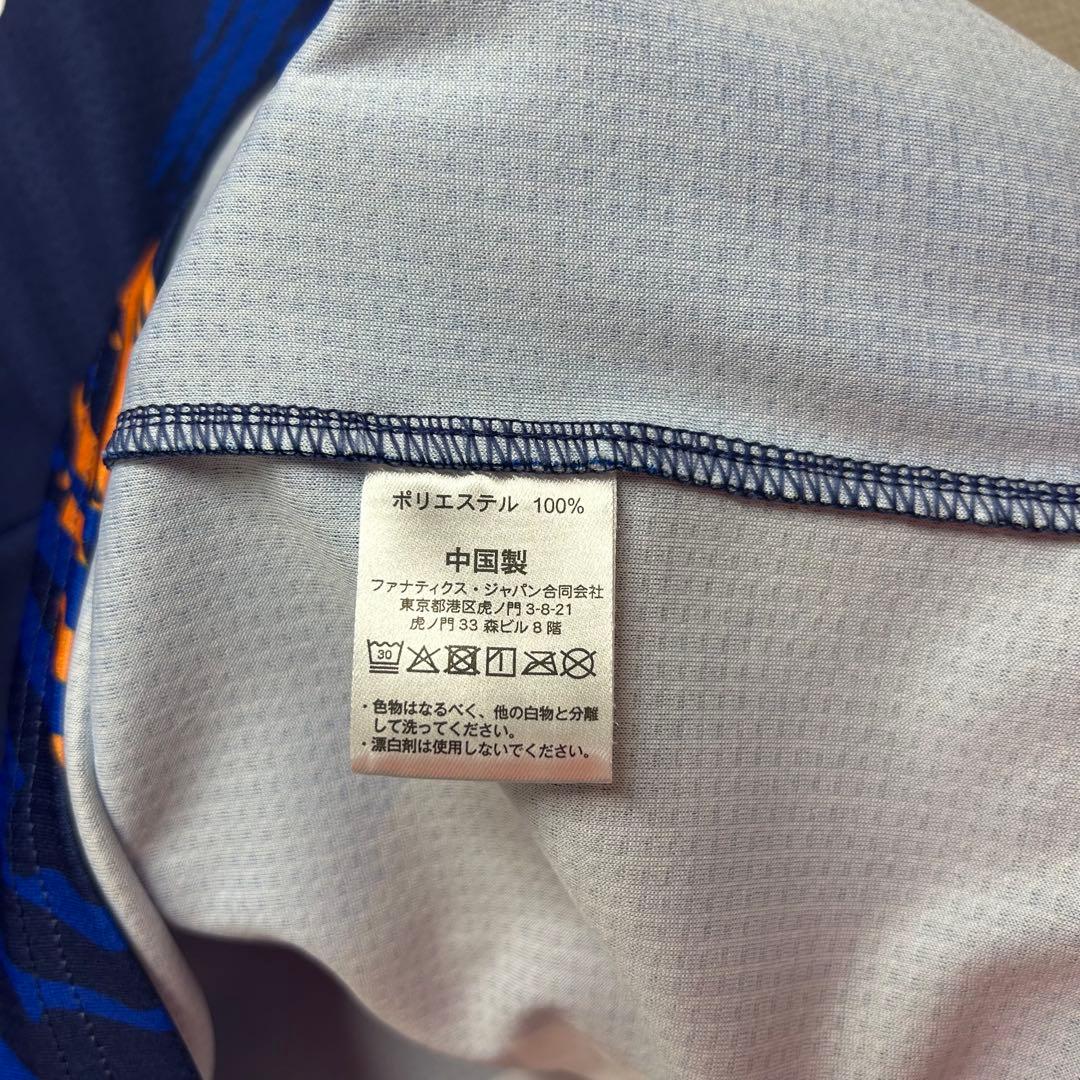 ポリエステル 100%
中国製
ファナティクス・ジャパン合同会社
東京都港区虎ノ門 3-8-21
虎ノ門 33 森ビル 8 階
30
・色物はなるべく、他の白物と分離
して洗ってください。
・漂白剤は使用しないでください。